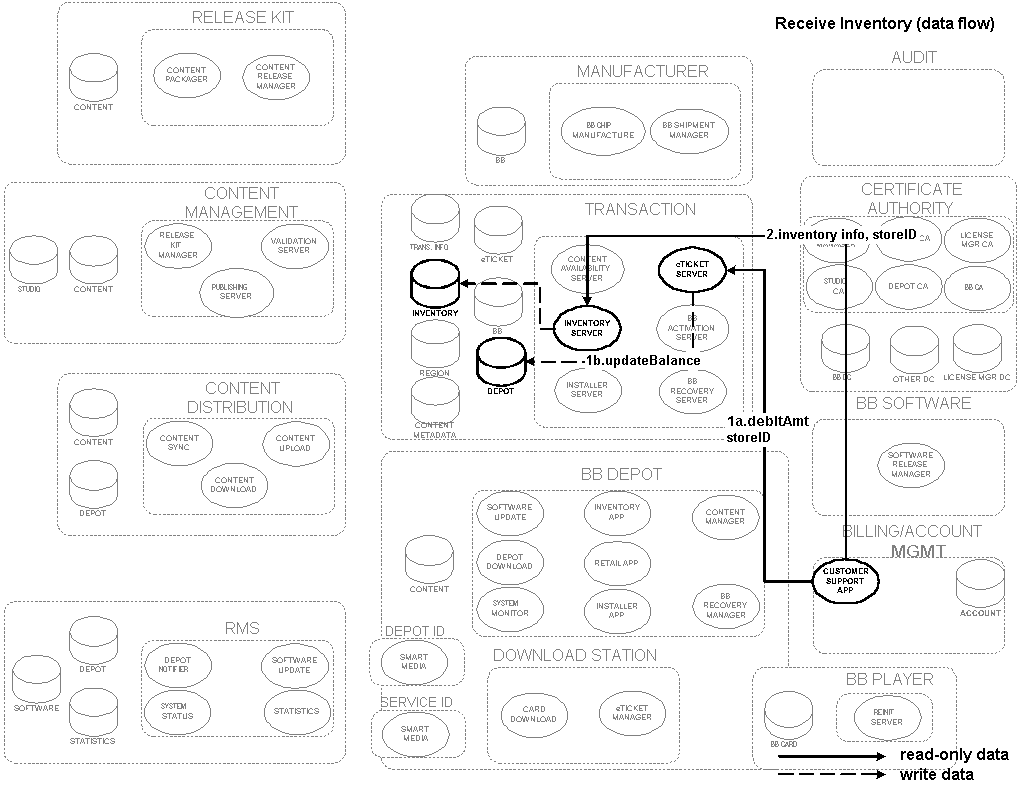 RELEASE KIT
Receive Inventory (data flow)
CONTENT
PACKAGER
CONTENT
RELEASE
MANAGER
CONTENT
MANUFACTURER
BB CHIP
MANUFACTURE
BB SHIPMENT
MANAGER
BB
AUDIT
CONTENT
MANAGEMENT
RELEASE
KIT
MANAGER
VALIDATION
SERVER
PUBLISHING
SERVER
STUDIO
CONTENT
TRANSACTION
TRANS. INFO
eTICKET
CONTENT
AVAILABILITY
SERVER
eTICKET
SERVER
INVENTORY
BB
INVENTORY
SERVER
BB
ACTIVATION
SERVER
REGION
DEPOT
-1b.updateBalance
INSTALLER
SERVER
BB
RECOVERY
SERVER
CONTENT
METADATA
CERTIFICATE
AUTHORITY
2.inventory info, storeID
CA
LICENSE
MGR CA
STUDIO
CA
DEPOT CA
BB CA
BB DC
OTHER DC
LICENSE MGR DC
1a.debitAmt
storeID
CONTENT
DISTRIBUTION
CONTENT
CONTENT
SYNC
CONTENT
UPLOAD
CONTENT
DOWNLOAD
DEPOT
BB SOFTWARE
SOFTWARE
RELEASE
MANAGER
BB DEPOT
SOFTWARE
UPDATE
INVENTORY
APP
CONTENT
MANAGER
DEPOT
DOWNLOAD
RETAIL APP
CONTENT
SYSTEM
MONITOR
INSTALLER
APP
BB
RECOVERY
MANAGER
BILLING/ACCOUNT
MGMT
CUSTOMER
SUPPORT
APP
ACCOUNT
RMS
DEPOT
DEPOT
NOTIFIER
SOFTWARE
UPDATE
SOFTWARE
SYSTEM
STATUS
STATISTICS
STATISTICS
DEPOT ID
SMART
MEDIA
SERVICE ID
SMART
MEDIA
DOWNLOAD STATION
CARD
DOWNLOAD
eTICKET
MANAGER
BB PLAYER
REINIT
SERVER
BB CARD
read-only data
write data